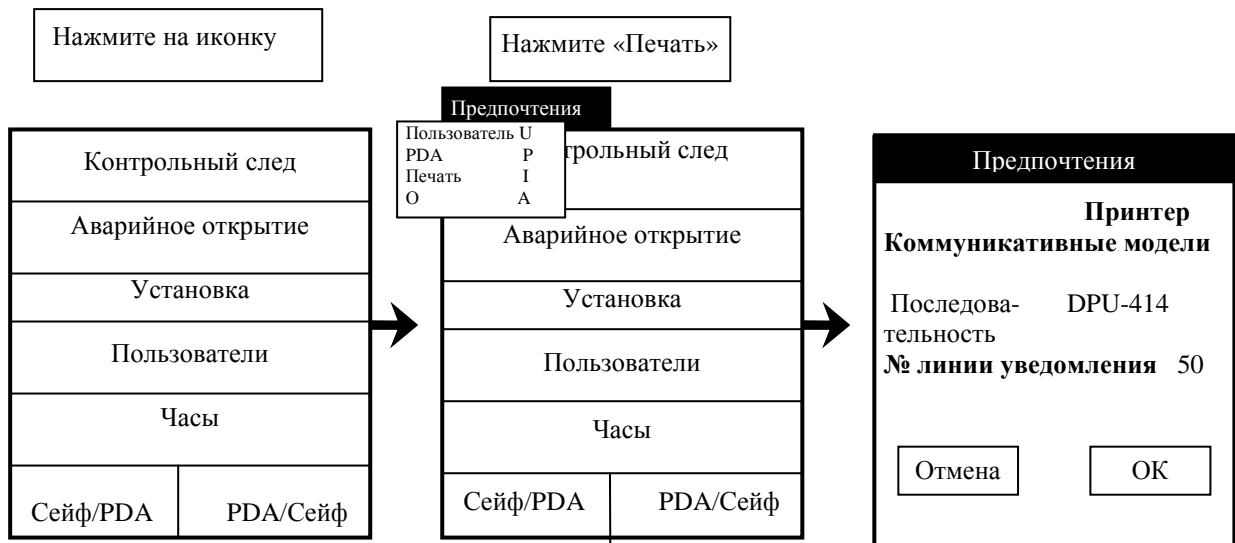 Нажмите на иконку
Контрольный след
Аварийное открытие
Установка
Пользователи
Часы
Сейф/PDA PDA/Сейф
Нажмите «Печать»
Предпочтения
Пользователь U
PDA P
Печать I
О A
трольный след
Аварийное открытие
Установка
Пользователи
Часы
Сейф/PDA PDA/Сейф
Предпочтения
Принтер
Коммуникативные модели
Последова- DPU-414
тельность
№ линии уведомления 50
Отмена ОК